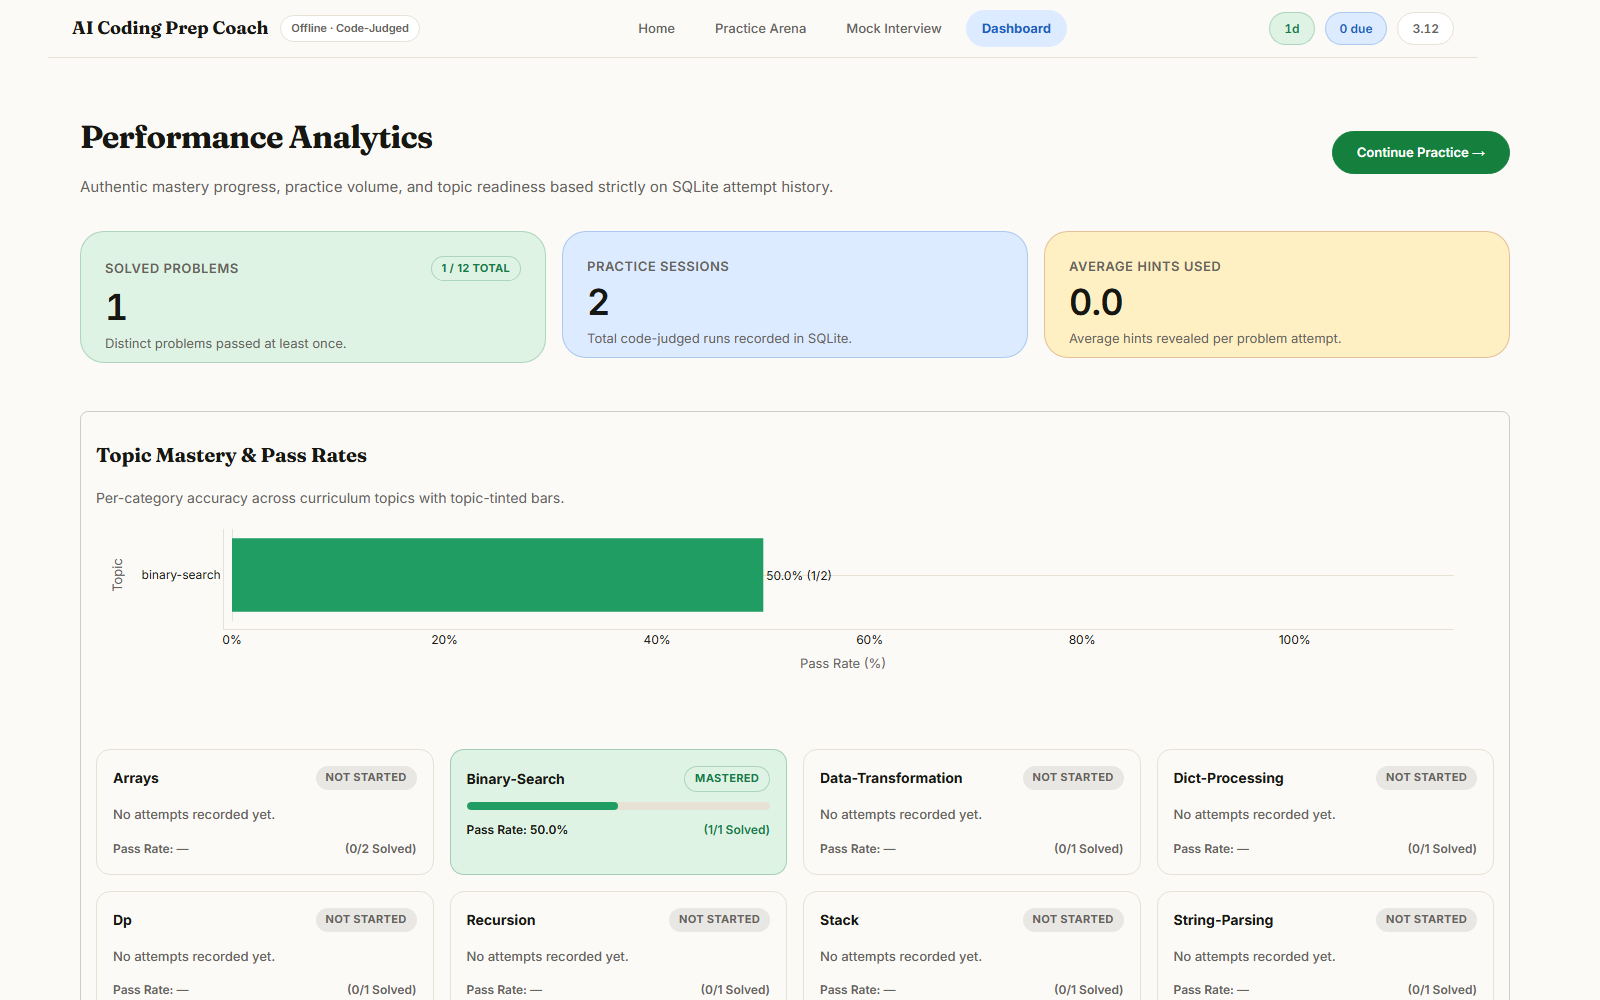 AI Coding Prep Coach
Offline · Code-Judged
Home
Practice Arena
Mock Interview
Dashboard
1d
0 due
3.12
Performance Analytics
Continue Practice →
Authentic mastery progress, practice volume, and topic readiness based strictly on SQLite attempt history.
SOLVED PROBLEMS
1 / 12 TOTAL
1
Distinct problems passed at least once.
PRACTICE SESSIONS
2
Total code-judged runs recorded in SQLite.
AVERAGE HINTS USED
0.0
Average hints revealed per problem attempt.
Topic Mastery & Pass Rates
Per-category accuracy across curriculum topics with topic-tinted bars.
Topic
binary-search
50.0% (1/2)
0%
20%
40%
60%
80%
100%
Pass Rate (%)
Arrays
NOT STARTED
No attempts recorded yet.
Pass Rate: —
(0/2 Solved)
Binary-Search
MASTERED
Pass Rate: 50.0%
(1/1 Solved)
Data-Transformation
NOT STARTED
No attempts recorded yet.
Pass Rate: —
(0/1 Solved)
Dict-Processing
NOT STARTED
No attempts recorded yet.
Pass Rate: —
(0/1 Solved)
Dp
NOT STARTED
No attempts recorded yet.
Pass Rate: —
(0/1 Solved)
Recursion
NOT STARTED
No attempts recorded yet.
Pass Rate: —
(0/1 Solved)
Stack
NOT STARTED
No attempts recorded yet.
Pass Rate: —
(0/1 Solved)
String-Parsing
NOT STARTED
No attempts recorded yet.
Pass Rate: —
(0/1 Solved)